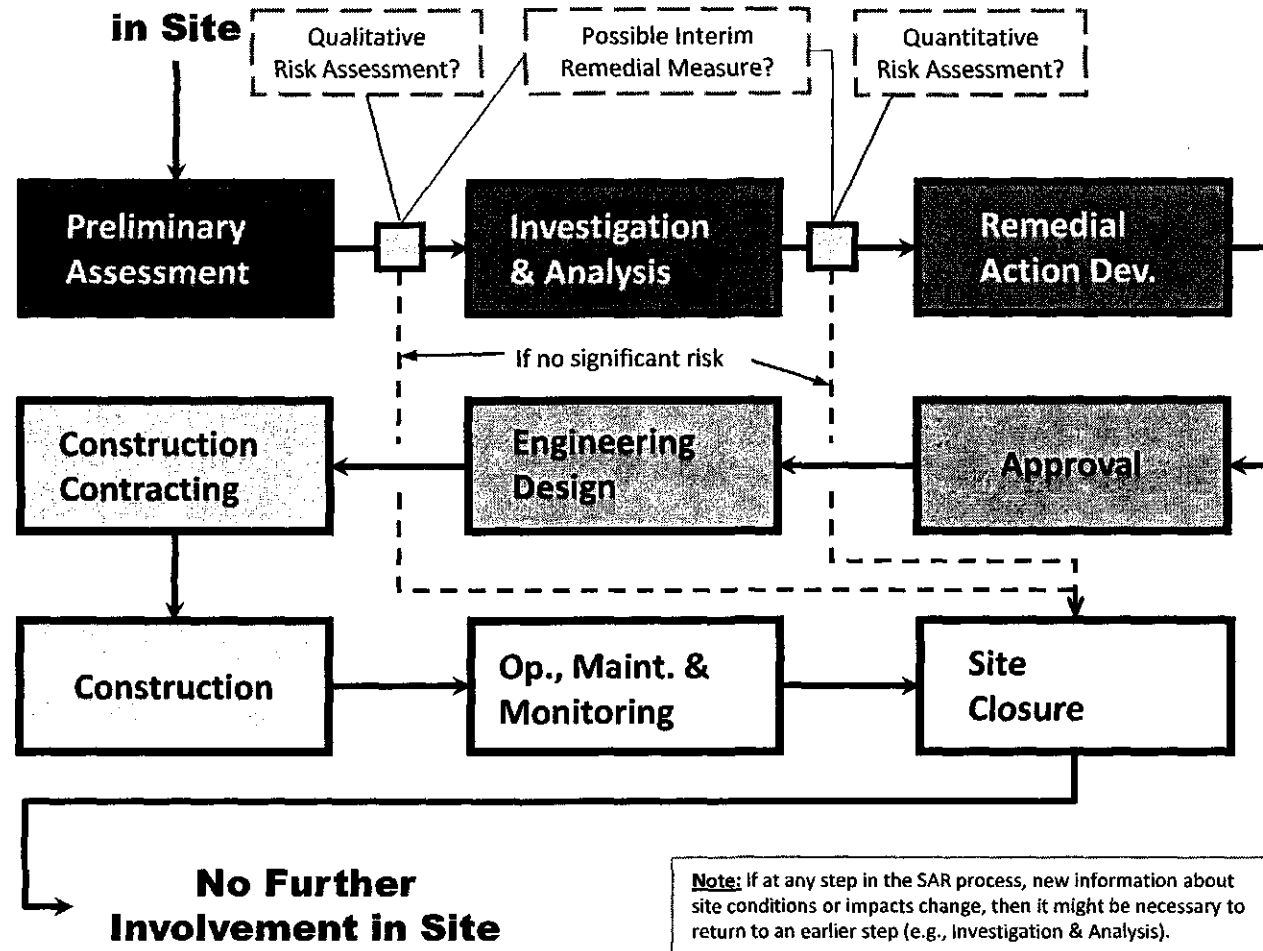 in Site
Qualitative
Risk Assessment?
Possible Interim
Remedial Measure?
Quantitative
Risk Assessment?
Preliminary
Assessment
Investigation
& Analysis
Remedial
Action Dev.
If no significant risk
Construction
Contracting
Engineering
Design
Approval
Construction
Op., Maint. &
Monitoring
Site
Closure
No Further
Involvement in Site
Note: If at any step in the SAR process, new information about
site conditions or impacts change, then it might be necessary to
return to an earlier step (e.g., Investigation & Analysis).